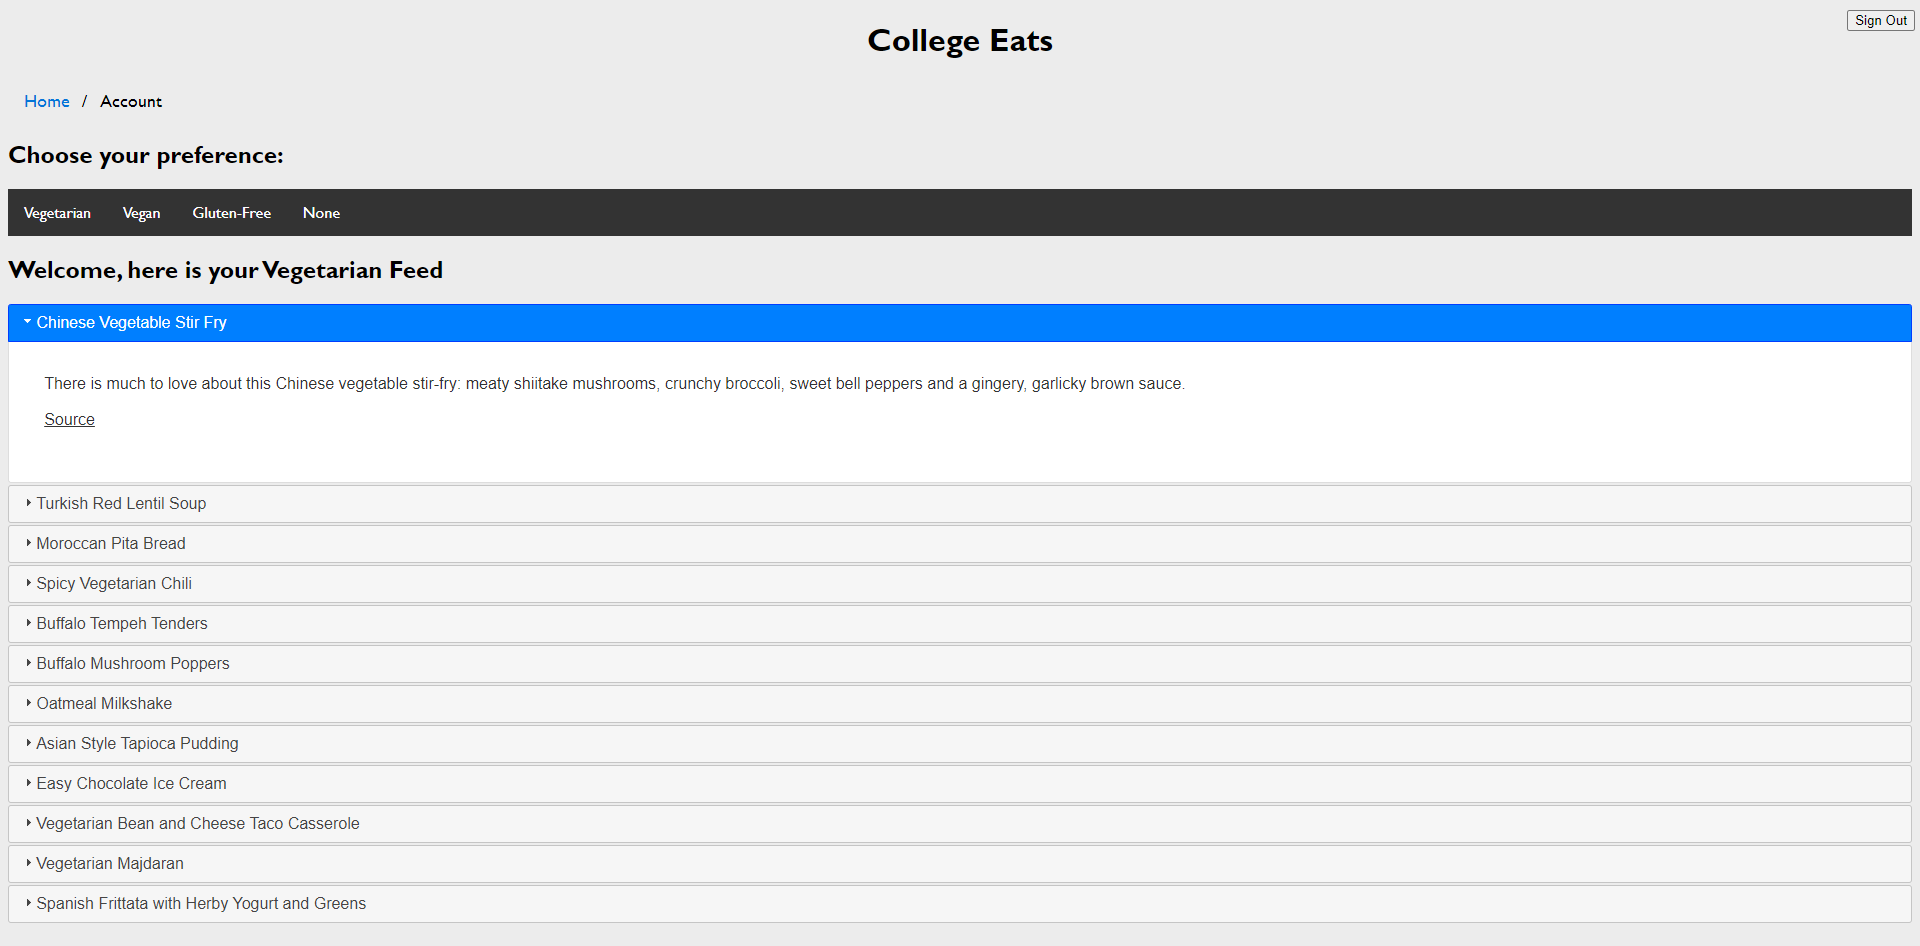 Sign Out
College Eats
Home / Account
Choose your preference:
Vegetarian Vegan Gluten-Free None
Welcome, here is your Vegetarian Feed
Chinese Vegetable Stir Fry
There is much to love about this Chinese vegetable stir-fry: meaty shiitake mushrooms, crunchy broccoli, sweet bell peppers and a gingery, garlicky brown sauce.
Source
Turkish Red Lentil Soup
Moroccan Pita Bread
Spicy Vegetarian Chili
Buffalo Tempeh Tenders
Buffalo Mushroom Poppers
Oatmeal Milkshake
Asian Style Tapioca Pudding
Easy Chocolate Ice Cream
Vegetarian Bean and Cheese Taco Casserole
Vegetarian Majdaran
Spanish Frittata with Herby Yogurt and Greens